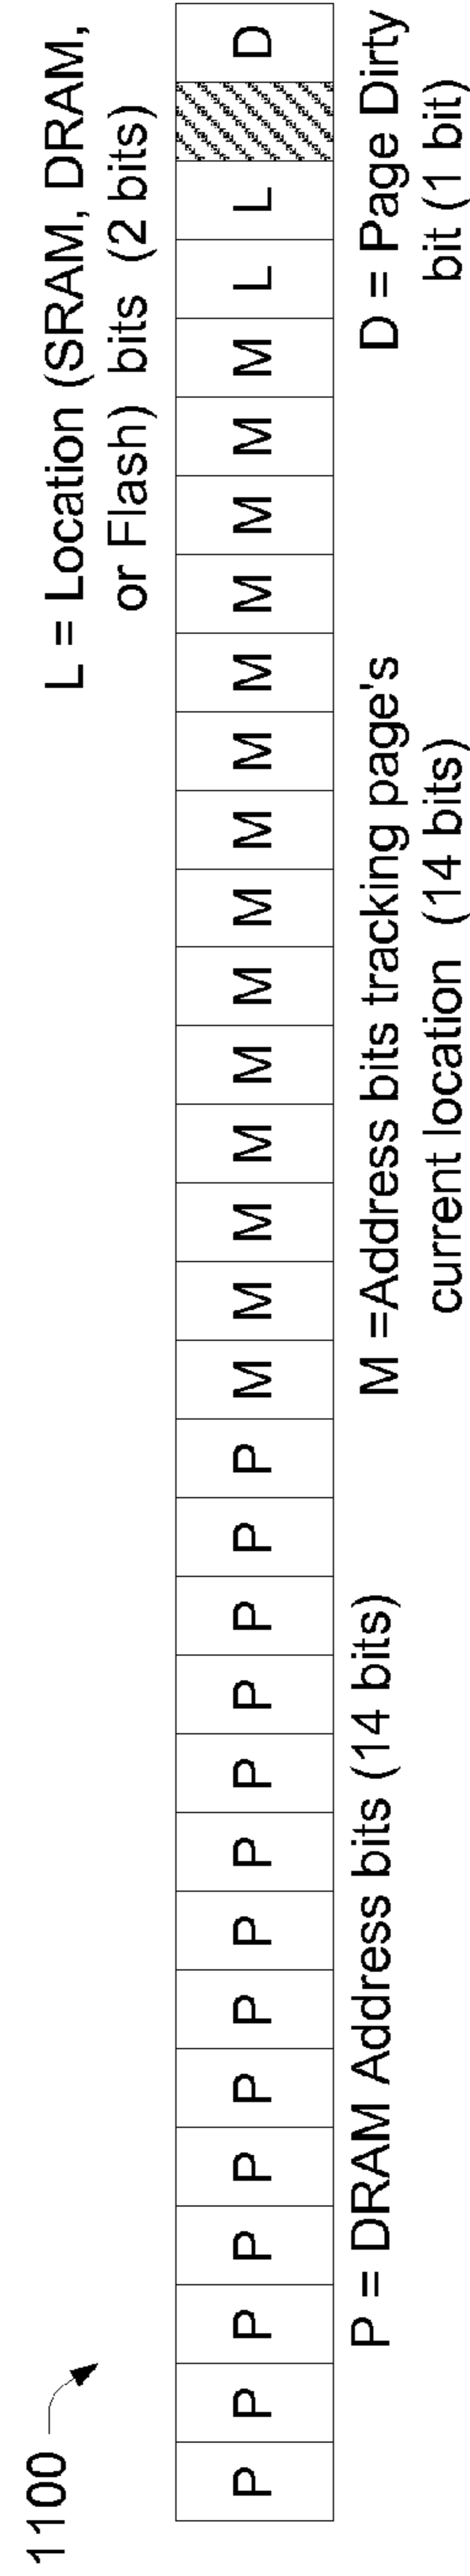 1100
L = Location (SRAM, DRAM,
or Flash) bits (2 bits)
P P P P P P P P P P P P P P M M M M M M M M M M M M M M L L D
P = DRAM Address bits (14 bits)
M =Address bits tracking page's
current location (14 bits)
D = Page Dirty
bit (1 bit)